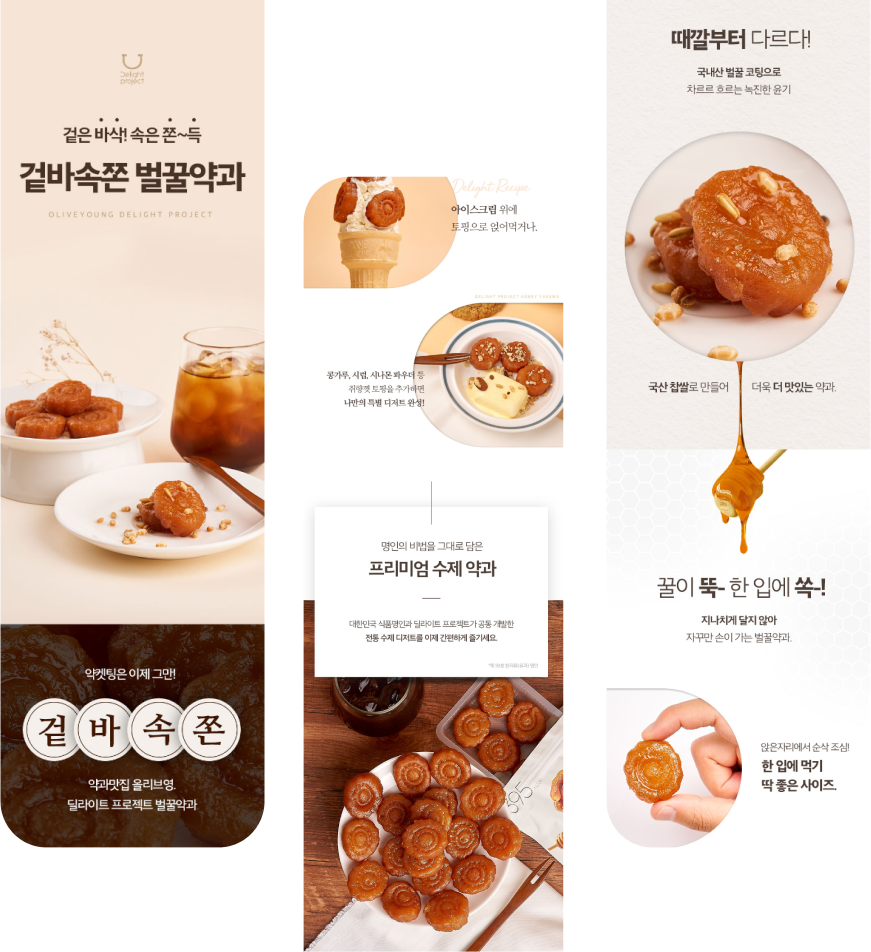 Delight
project
겉은 바삭! 속은 쫀~득
겉바속쫀 벌꿀약과
OLIVEYOUNG DELIGHT PROJECT
약켓팅은 이제 그만!
겉바속쫀
약과맛집 올리브영.
딜라이트 프로젝트 벌꿀약과
Delight Recipe
아이스크림 위에
토핑으로 얹어먹거나.
콩가루, 시럽, 시나몬 파우더 등
취향껏 토핑을 추가하면
나만의 특별 디저트 완성!
명인의 비법을 그대로 담은
프리미엄 수제 약과
대한민국 식품명인과 딜라이트 프로젝트가 공동 개발한
전통 수제 디저트를 이제 간편하게 즐기세요.
395
때깔부터 다르다!
국내산 벌꿀 코팅으로
차르르 흐르는 녹진한 윤기
국산 찹쌀로 만들어 더욱 더 맛있는 약과.
꿀이 뚝- 한 입에 쏙-!
지나치게 달지 않아
자꾸만 손이 가는 벌꿀약과.
앉은자리에서 순삭 조심!
한 입에 먹기
딱 좋은 사이즈.